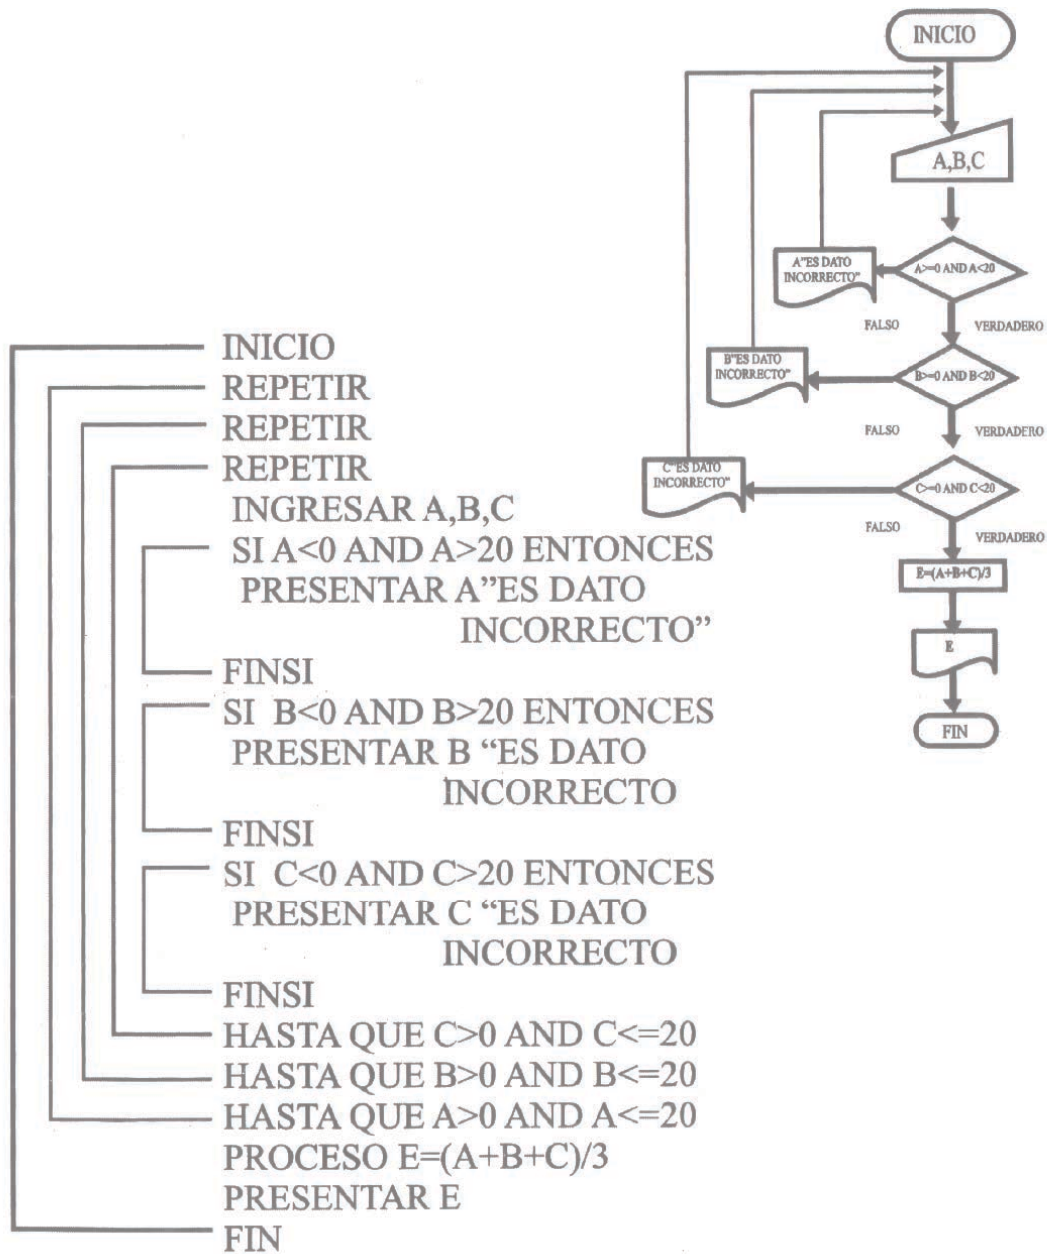 INICIO
A,B,C
A>=0 AND A<20
A"ES DATO
INCORRECTO"
FALSO
VERDADERO
B>=0 AND B<20
B"ES DATO
INCORRECTO"
FALSO
VERDADERO
C>=0 AND C<20
C"ES DATO
INCORRECTO"
FALSO
VERDADERO
E=(A+B+C)/3
E
FIN
INICIO
REPETIR
REPETIR
REPETIR
INGRESAR A,B,C
SI A<0 AND A>20 ENTONCES
PRESENTAR A”ES DATO
INCORRECTO”
FINSI
SI B<0 AND B>20 ENTONCES
PRESENTAR B “ES DATO
INCORRECTO
FINSI
SI C<0 AND C>20 ENTONCES
PRESENTAR C “ES DATO
INCORRECTO
FINSI
HASTA QUE C>0 AND C<=20
HASTA QUE B>0 AND B<=20
HASTA QUE A>0 AND A<=20
PROCESO E=(A+B+C)/3
PRESENTAR E
FIN